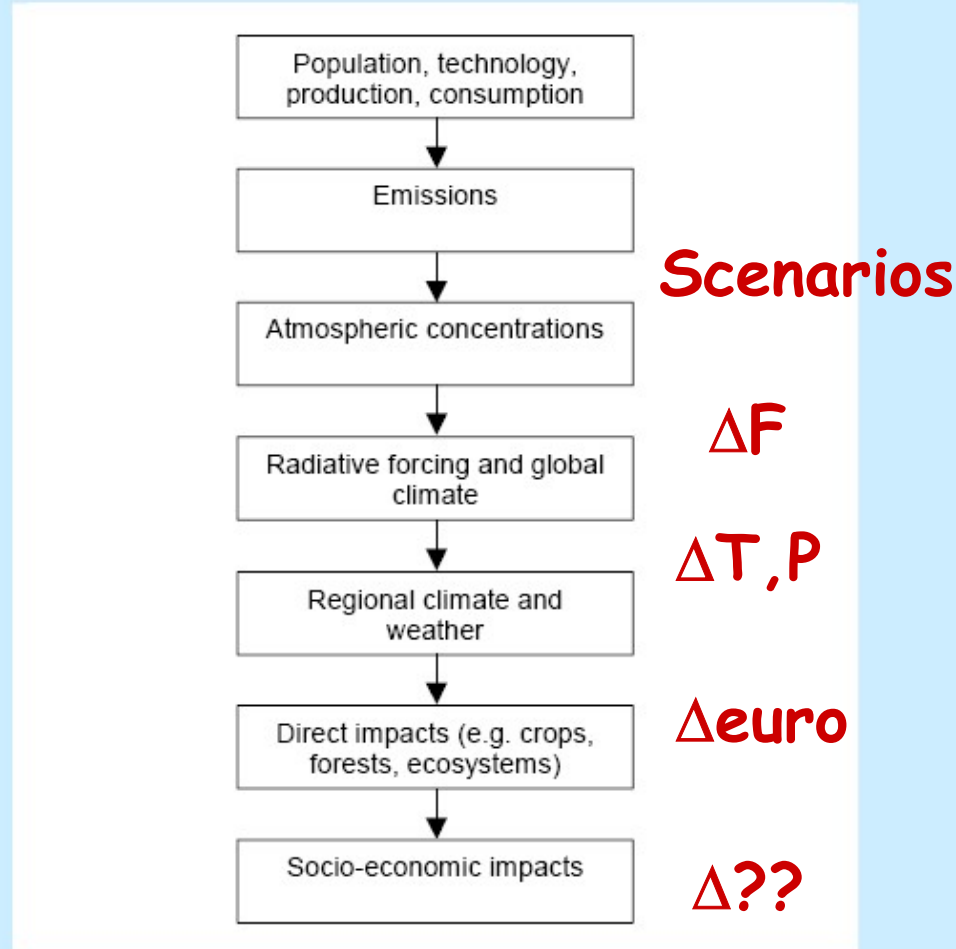 Population, technology,
production, consumption
Emissions
Scenarios
Atmospheric concentrations
ΔF
Radiative forcing and global
climate
ΔT,P
Regional climate and
weather
Δeuro
Direct impacts (e.g. crops,
forests, ecosystems)
Socio-economic impacts
Δ??